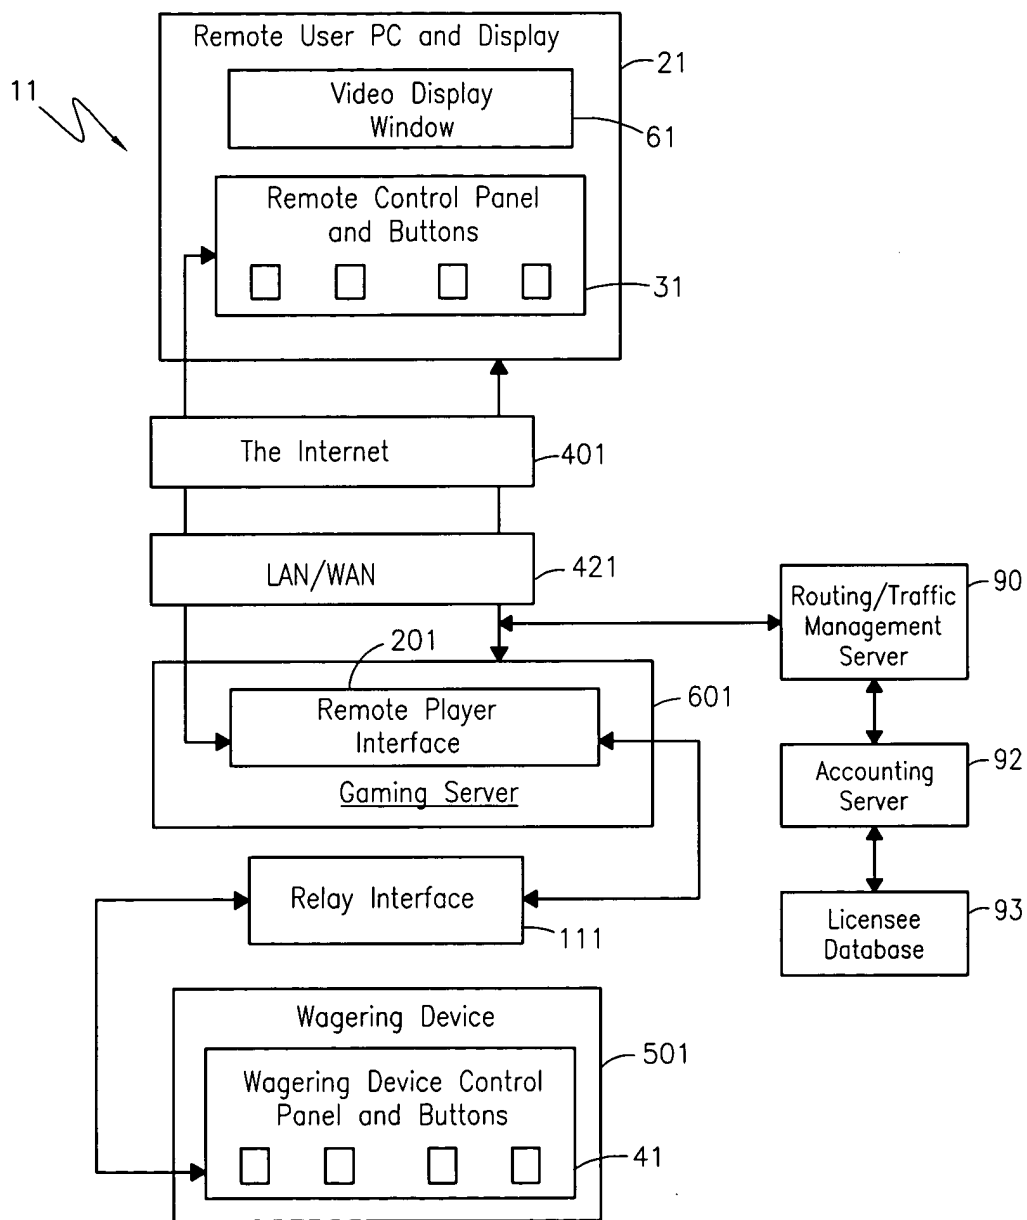 Remote User PC and Display
21
11
Video Display
Window
61
Remote Control Panel
and Buttons
31
The Internet
401
LAN/WAN
421
Routing/Traffic
Management
Server
90
201
Remote Player
Interface
601
Gaming Server
Accounting
Server
92
Relay Interface
111
Licensee
Database
93
Wagering Device
501
Wagering Device Control
Panel and Buttons
41